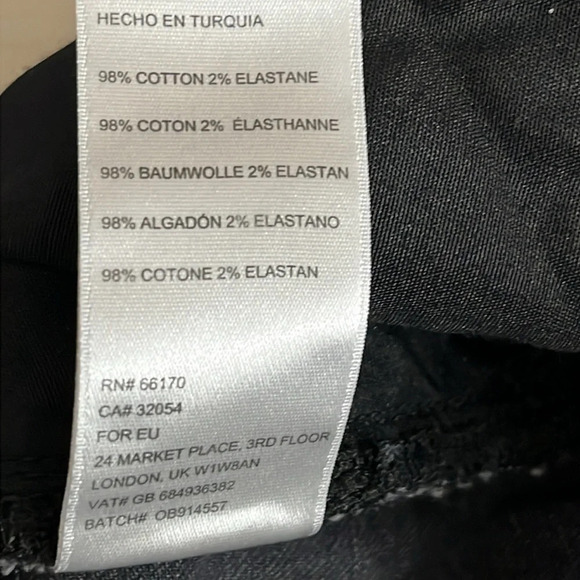 HECHO EN TURQUIA
98% COTTON 2% ELASTANE
98% COTON 2% ÉLASTHANNE
98% BAUMWOLLE 2% ELASTAN
98% ALGADÓN 2% ELASTANO
98% COTONE 2% ELASTAN
RN# 66170
CA# 32054
FOR EU
24 MARKET PLACE, 3RD FLOOR
LONDON, UK W1W8AN
VAT# GB 684936382
BATCH# OB914557